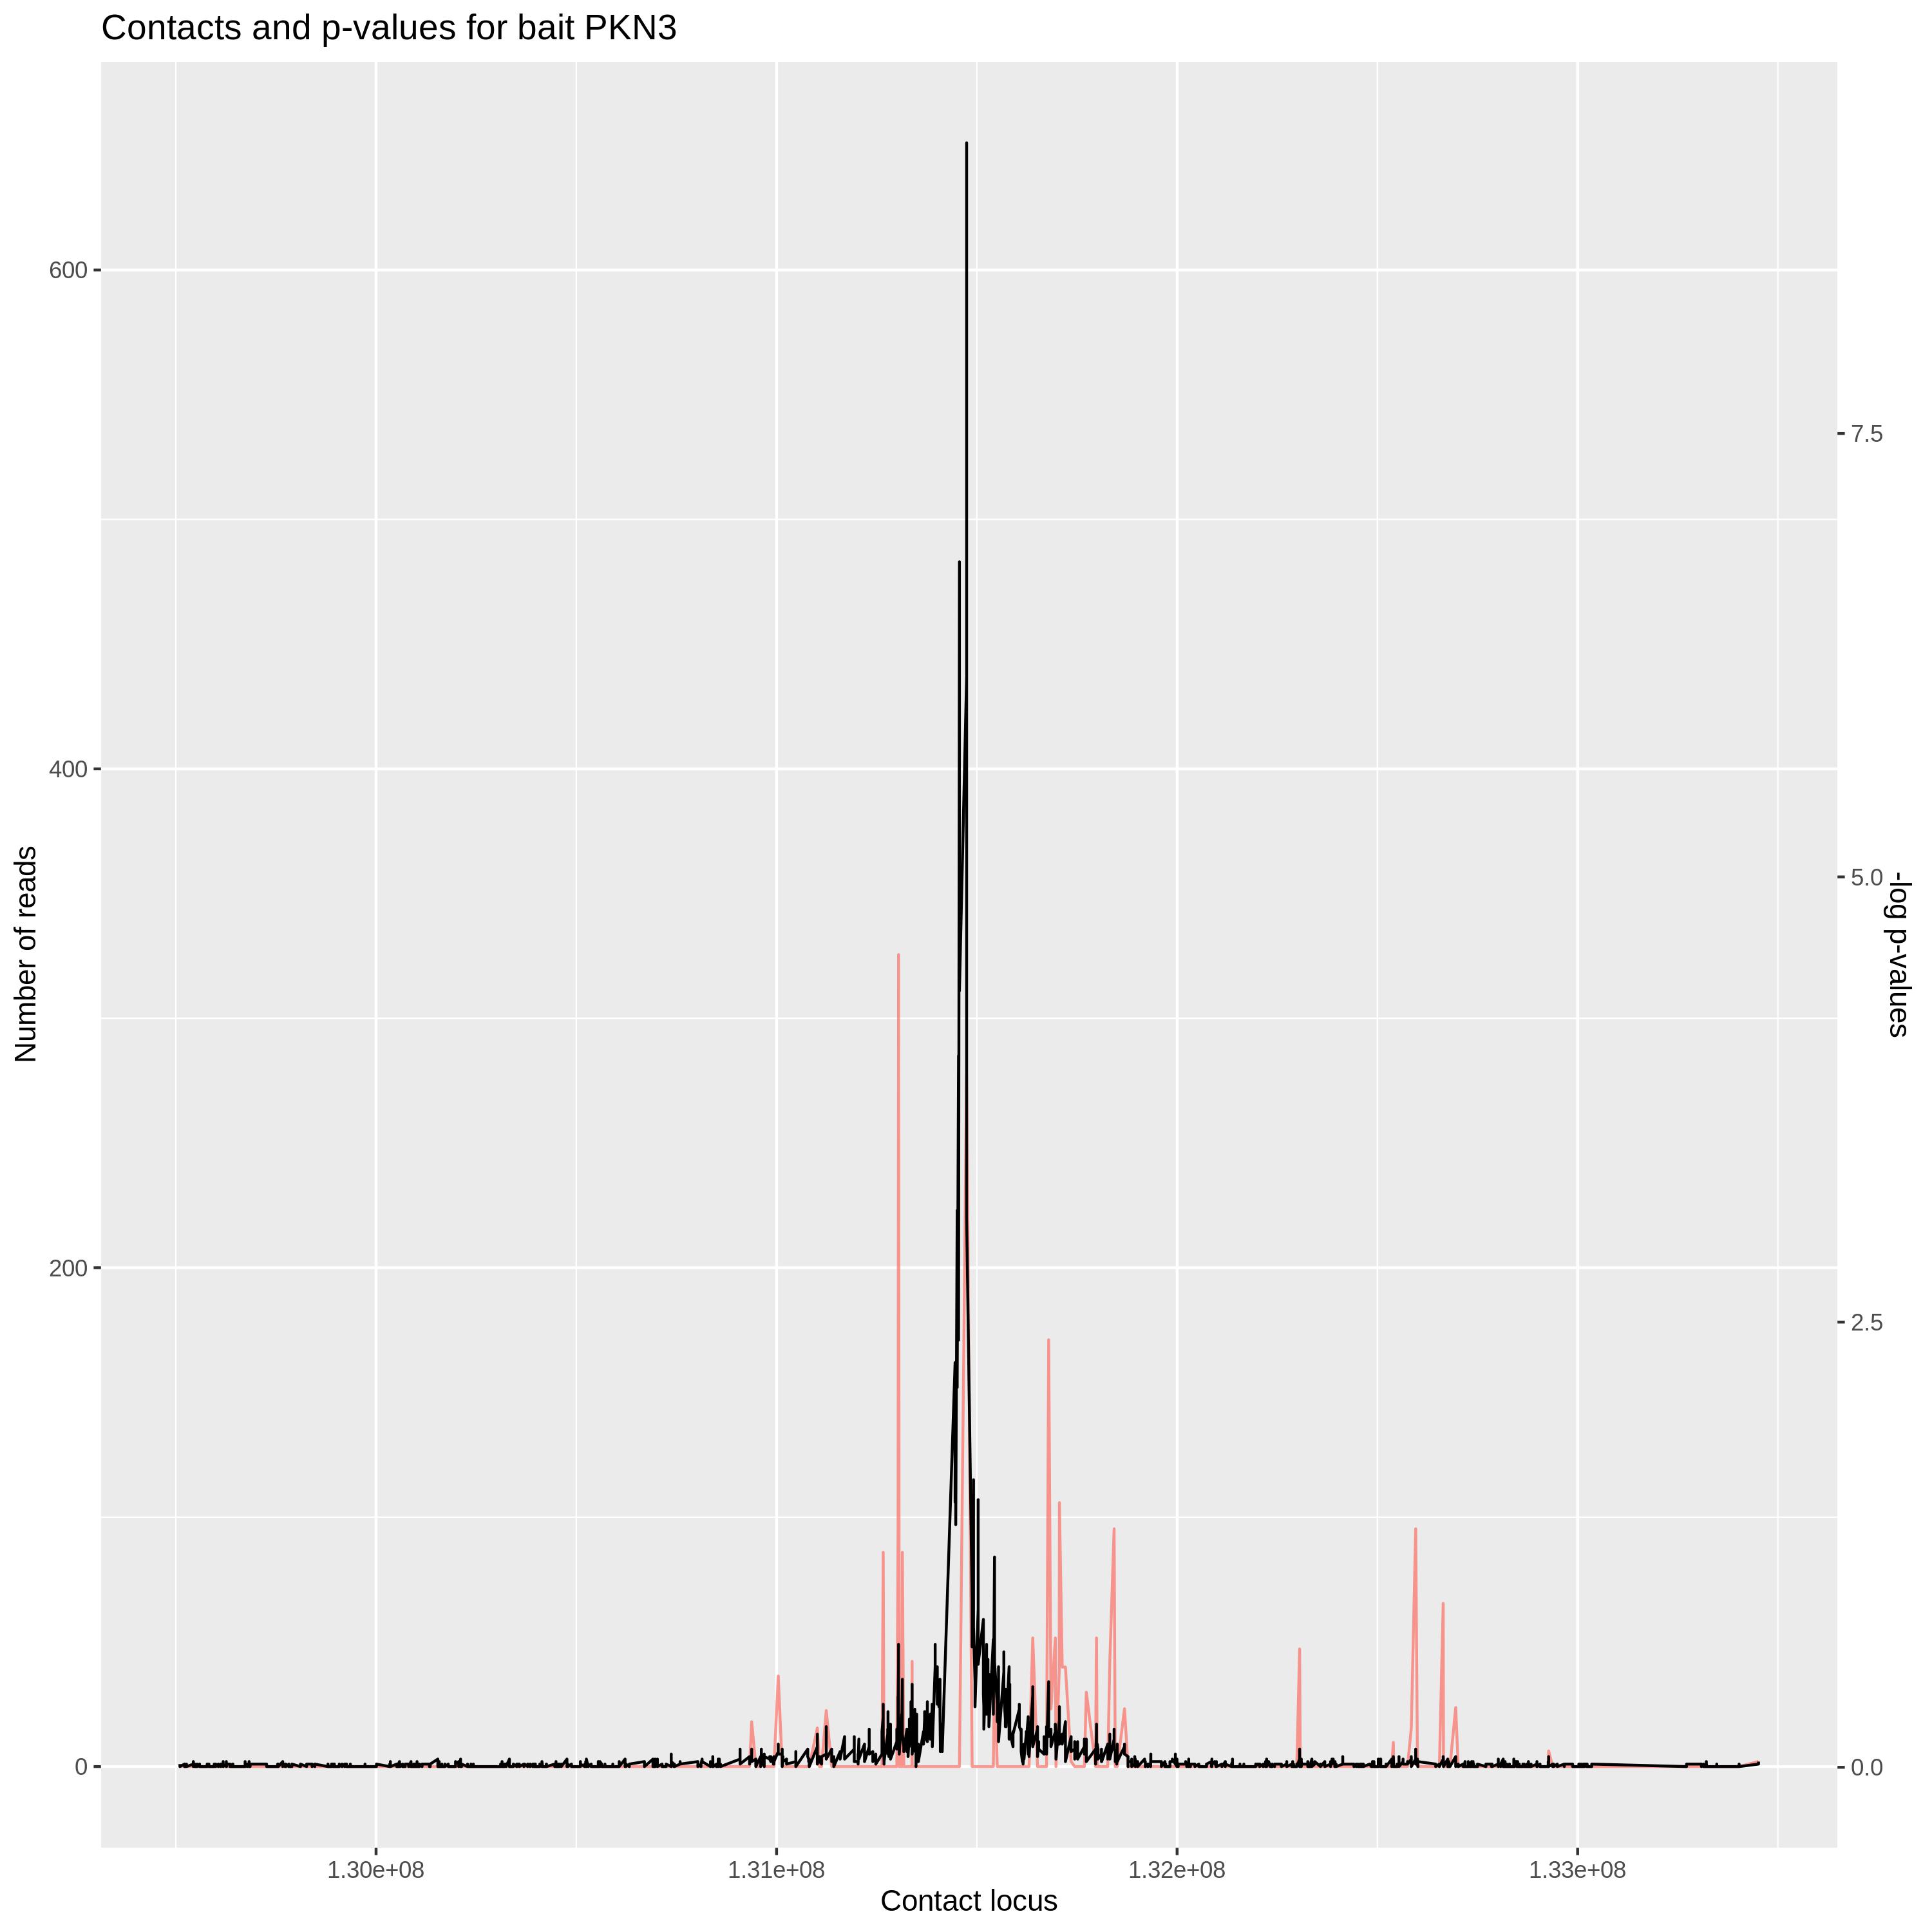 Contacts and p-values for bait PKN3
600
400
200
0
Number of reads
7.5
5.0
2.5
0.0
-log p-values
1.30e+08
1.31e+08
1.32e+08
1.33e+08
Contact locus